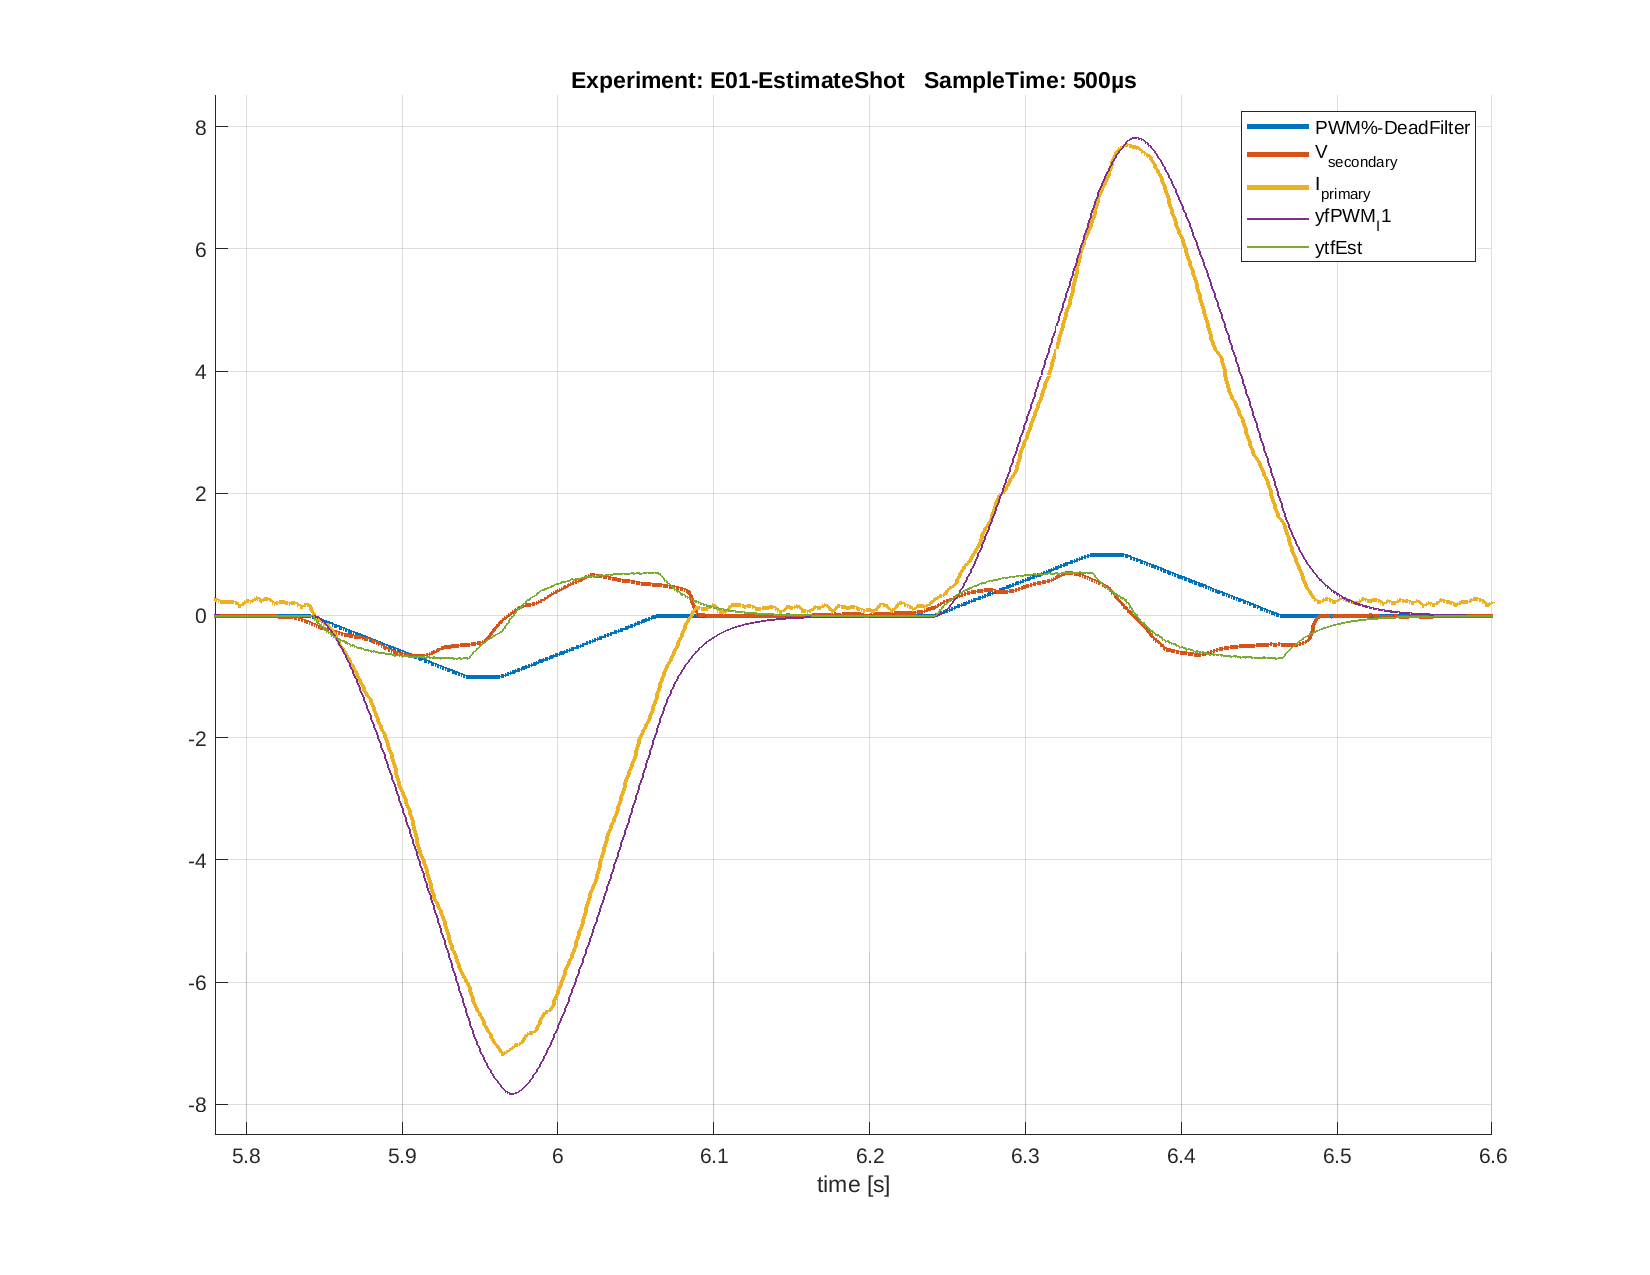 Experiment: E01-EstimateShot   SampleTime: 500µs
8
6
4
2
0
-2
-4
-6
-8
PWM%-DeadFilter
Vsecondary
Iprimary
yfPWMI1
ytfEst
5.8
5.9
6
6.1
6.2
6.3
6.4
6.5
6.6
time [s]